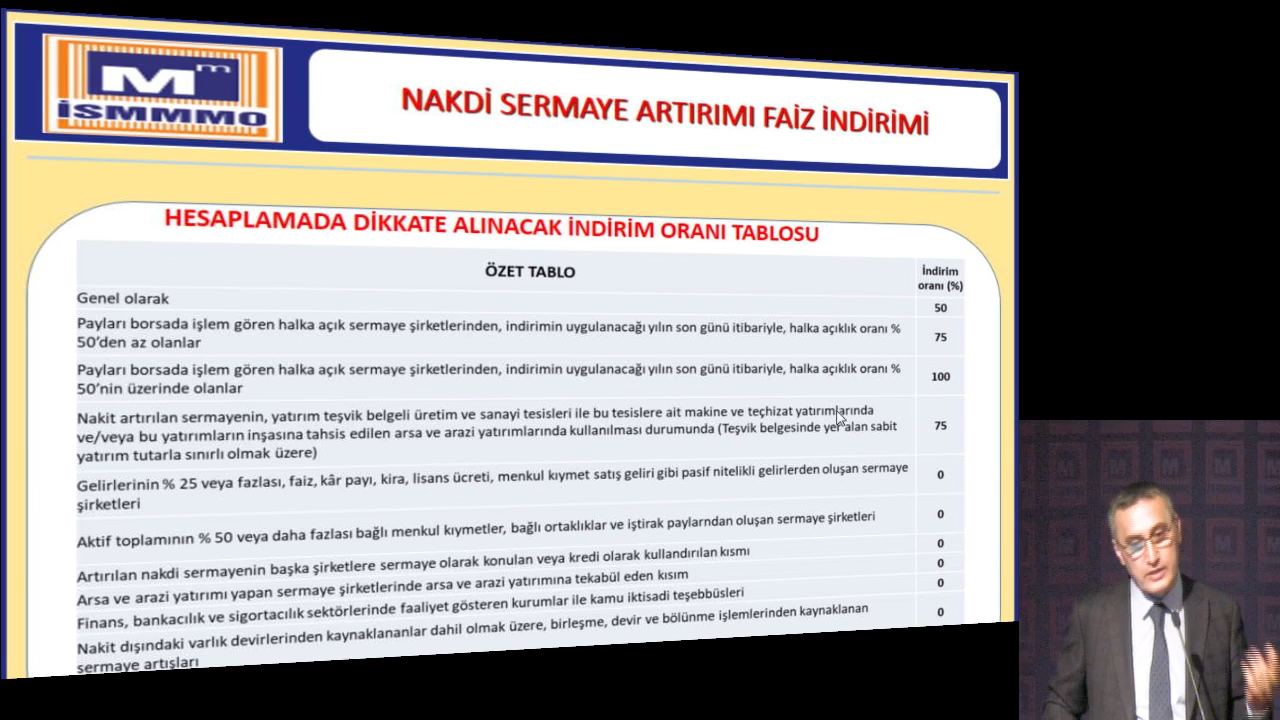 M m
İSMMMO
NAKDİ SERMAYE ARTIRIMI FAİZ İNDİRİMİ
HESAPLAMADA DİKKATE ALINACAK İNDİRİM ORANI TABLOSU
ÖZET TABLO
İndirim
oranı (%)
Genel olarak
50
Payları borsada işlem gören halka açık sermaye şirketlerinden, indirimin uygulanacağı yılın son günü itibariyle, halka açıklık oranı %
50'den az olanlar
75
Payları borsada işlem gören halka açık sermaye şirketlerinden, indirimin uygulanacağı yılın son günü itibariyle, halka açıklık oranı %
50'nin üzerinde olanlar
100
Nakit artırılan sermayenin, yatırım teşvik belgeli üretim ve sanayi tesisleri ile bu tesislere ait makine ve teçhizat yatırımlarında
ve/veya bu yatırımların inşasına tahsis edilen arsa ve arazi yatırımlarında kullanılması durumunda (Teşvik belgesinde yer alan sabit
yatırım tutarla sınırlı olmak üzere)
75
Gelirlerinin % 25 veya fazlası, faiz, kâr payı, kira, lisans ücreti, menkul kıymet satış geliri gibi pasif nitelikli gelirlerden oluşan sermaye
şirketleri
0
Aktif toplamının % 50 veya daha fazlası bağlı menkul kıymetler, bağlı ortaklıklar ve iştirak paylarndan oluşan sermaye şirketleri
0
Artırılan nakdi sermayenin başka şirketlere sermaye olarak konulan veya kredi olarak kullandırılan kısmı
0
Arsa ve arazi yatırımı yapan sermaye şirketlerinde arsa ve arazi yatırımına tekabül eden kısım
0
Finans, bankacılık ve sigortacılık sektörlerinde faaliyet gösteren kurumlar ile kamu iktisadi teşebbüsleri
0
Nakit dışındaki varlık devirlerinden kaynaklananlar dahil olmak üzere, birleşme, devir ve bölünme işlemlerinden kaynaklanan
sermaye artışları
0